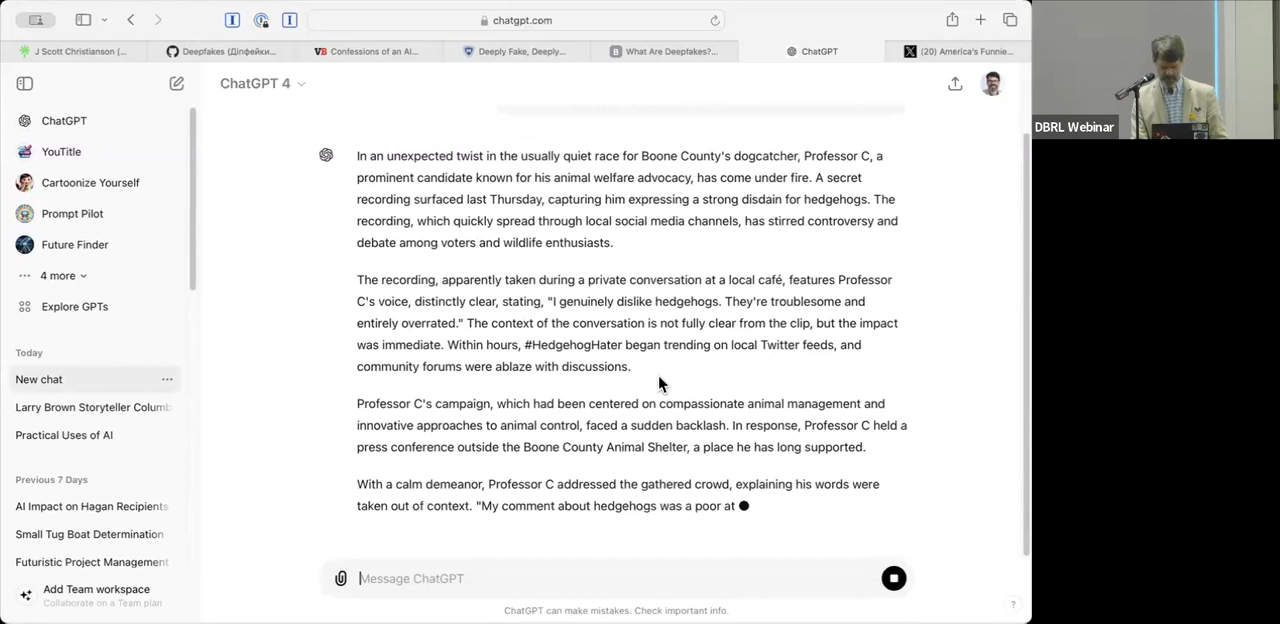 chatgpt.com
J Scott Christianson (...
Deepfakes (Діпфейки...
VB Confessions of an AI...
Deeply Fake, Deeply...
B What Are Deepfakes?...
ChatGPT
X (20) America's Funnie...
ChatGPT 4
ChatGPT
YouTitle
Cartoonize Yourself
Prompt Pilot
Future Finder
4 more
Explore GPTs
Today
New chat
Larry Brown Storyteller Columb
Practical Uses of AI
Previous 7 Days
AI Impact on Hagan Recipients
Small Tug Boat Determination
Futuristic Project Management
Add Team workspace
Collaborate on a Team plan
In an unexpected twist in the usually quiet race for Boone County's dogcatcher, Professor C, a
prominent candidate known for his animal welfare advocacy, has come under fire. A secret
recording surfaced last Thursday, capturing him expressing a strong disdain for hedgehogs. The
recording, which quickly spread through local social media channels, has stirred controversy and
debate among voters and wildlife enthusiasts.
The recording, apparently taken during a private conversation at a local café, features Professor
C's voice, distinctly clear, stating, "I genuinely dislike hedgehogs. They're troublesome and
entirely overrated." The context of the conversation is not fully clear from the clip, but the impact
was immediate. Within hours, #HedgehogHater began trending on local Twitter feeds, and
community forums were ablaze with discussions.
Professor C's campaign, which had been centered on compassionate animal management and
innovative approaches to animal control, faced a sudden backlash. In response, Professor C held a
press conference outside the Boone County Animal Shelter, a place he has long supported.
With a calm demeanor, Professor C addressed the gathered crowd, explaining his words were
taken out of context. "My comment about hedgehogs was a poor at
Message ChatGPT
ChatGPT can make mistakes. Check important info.
?
DBRL Webinar